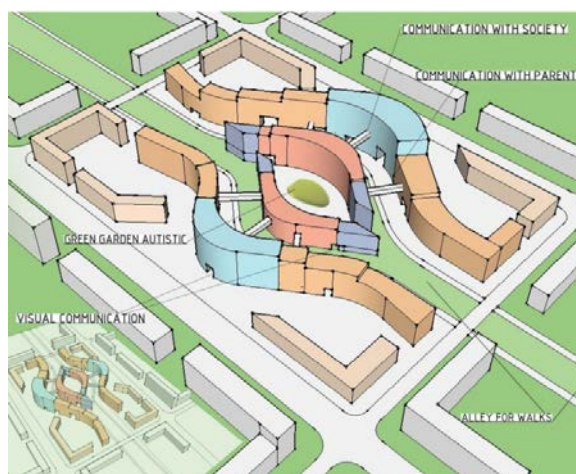 COMMUNICATION WITH SOCIETY
COMMUNICATION WITH PARENT
GREEN GARDEN AUTISTIC
VISUAL COMMUNICATION
ALLEY FOR WALKS